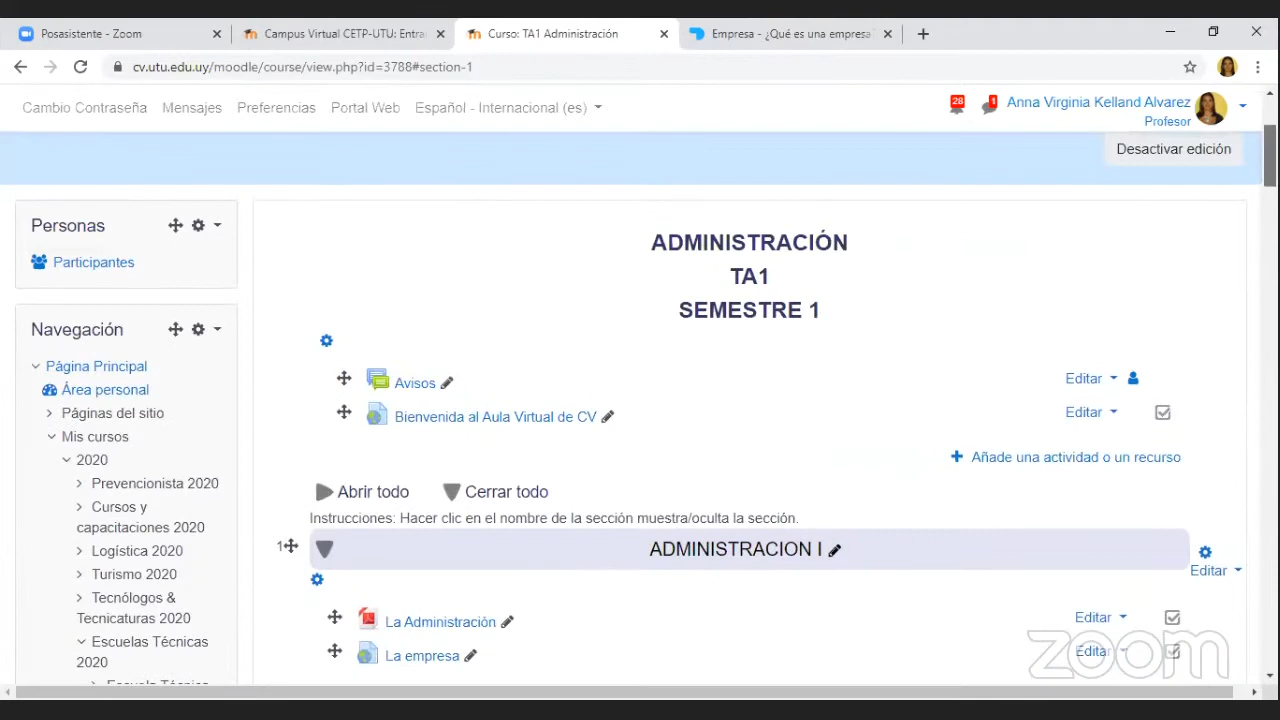 Posasistente - Zoom
Campus Virtual CETP-UTU: Entra
Curso: TA1 Administración
Empresa - ¿Qué es una empresa?
cv.utu.edu.uy/moodle/course/view.php?id=3788#section-1
Cambio Contraseña Mensajes Preferencias Portal Web Español - Internacional (es)
28
1
Anna Virginia Kelland Alvarez
Profesor
Desactivar edición
Personas
Participantes
Navegación
Página Principal
Área personal
Páginas del sitio
Mis cursos
2020
Prevencionista 2020
Cursos y
capacitaciones 2020
Logística 2020
Turismo 2020
Tecnólogos &
Tecnicaturas 2020
Escuelas Técnicas
2020
Escuela Técnica
ADMINISTRACIÓN
TA1
SEMESTRE 1
Avisos
Editar
Bienvenida al Aula Virtual de CV
Editar
Añade una actividad o un recurso
Abrir todo Cerrar todo
Instrucciones: Hacer clic en el nombre de la sección muestra/oculta la sección.
1
ADMINISTRACION I
Editar
La Administración
Editar
La empresa
Editar
zoom